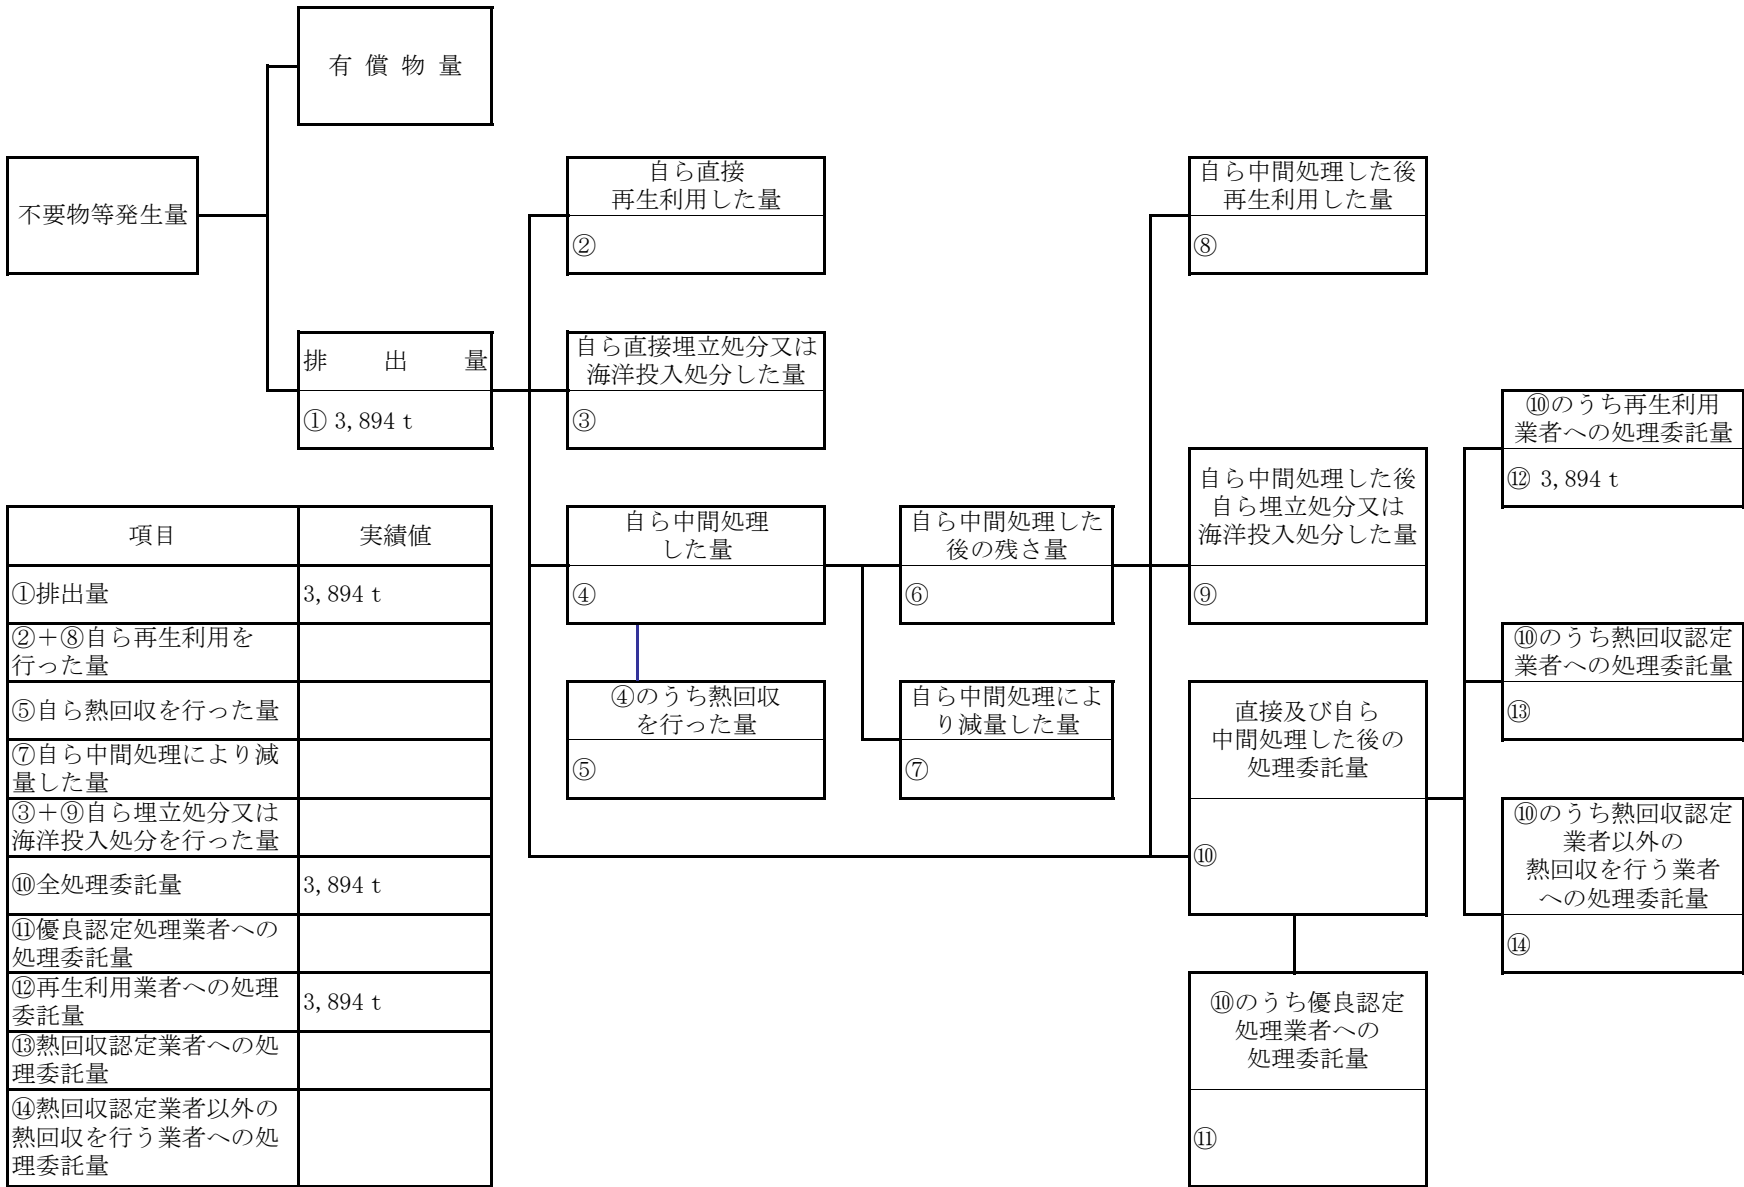 有 償 物 量
不要物等発生量
自ら直接
再生利用した量
②
自ら中間処理した後
再生利用した量
⑧
排 出 量
① 3,894 t
自ら直接埋立処分又は
海洋投入処分した量
③
⑩のうち再生利用
業者への処理委託量
⑫ 3,894 t
自ら中間処理
した量
④
自ら中間処理した
後の残さ量
⑥
自ら中間処理した後
自ら埋立処分又は
海洋投入処分した量
⑨
⑩のうち熱回収認定
業者への処理委託量
⑬
④のうち熱回収
を行った量
⑤
自ら中間処理によ
り減量した量
⑦
直接及び自ら
中間処理した後の
処理委託量
⑩
⑩のうち熱回収認定
業者以外の
熱回収を行う業者
への処理委託量
⑭
⑩のうち優良認定
処理業者への
処理委託量
⑪
項目 実績値
①排出量 3,894 t
②＋⑧自ら再生利用を
行った量
⑤自ら熱回収を行った量
⑦自ら中間処理により減
量した量
③＋⑨自ら埋立処分又は
海洋投入処分を行った量
⑩全処理委託量 3,894 t
⑪優良認定処理業者への
処理委託量
⑫再生利用業者への処理
委託量 3,894 t
⑬熱回収認定業者への処
理委託量
⑭熱回収認定業者以外の
熱回収を行う業者への処
理委託量